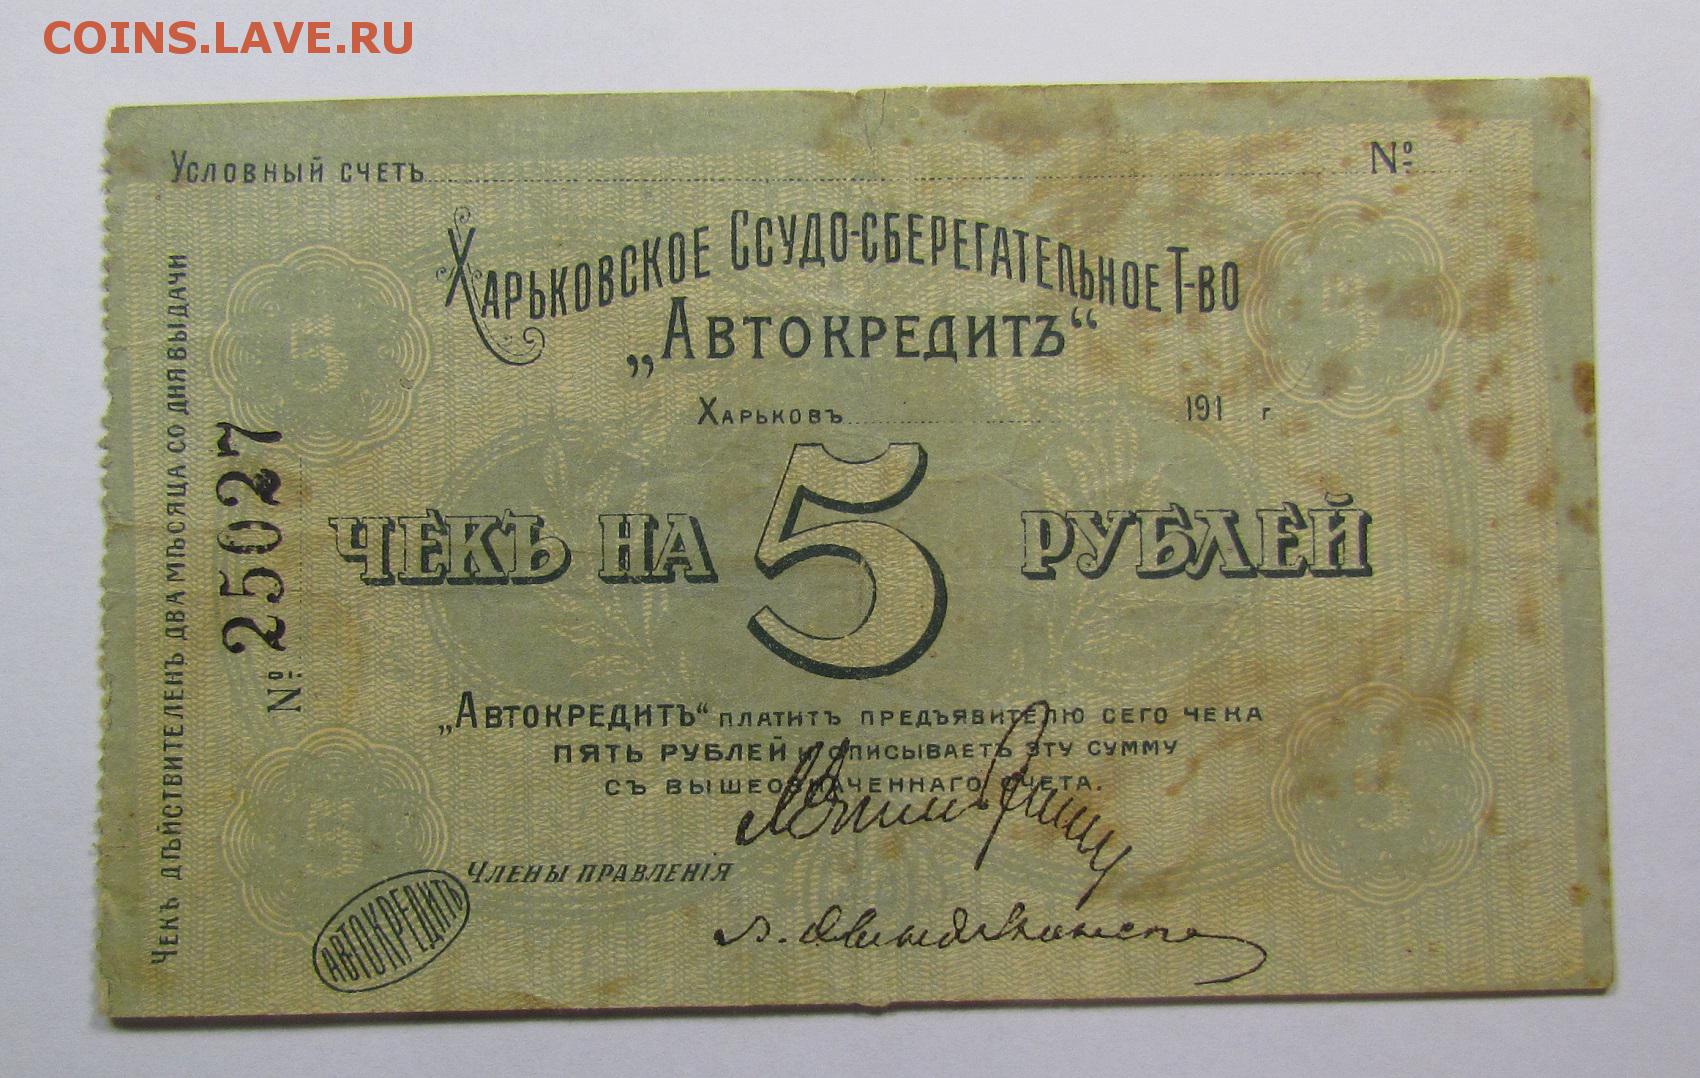 COINS.LAVE.RU
Условный счетъ № 
Харьковское Ссудо-сберегательное Т-во
„Автокредитъ“
Харьковъ 191 г
ЧЕКЪ НА 5 РУБЛЕЙ
„Автокредитъ“ платитъ предъявителю сего чека
пять рублей и списываетъ эту сумму
съ вышеозначеннаго счета.
Члены правленія
АВТОКРЕДИТЪ
№ 25027
Чекъ дѣйствителенъ два мѣсяца со дня выдачи
5
5
5
5